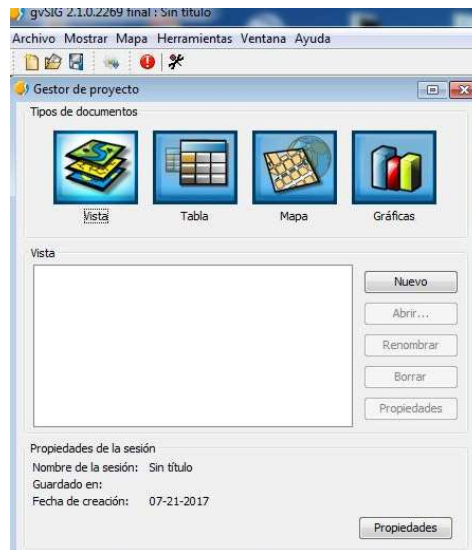 gvSIG 2.1.0.2269 final : Sin título
Archivo Mostrar Mapa Herramientas Ventana Ayuda
Gestor de proyecto
Tipos de documentos
Vista Tabla Mapa Gráficas
Vista
Nuevo
Abrir...
Renombrar
Borrar
Propiedades
Propiedades de la sesión
Nombre de la sesión: Sin título
Guardado en:
Fecha de creación: 07-21-2017
Propiedades